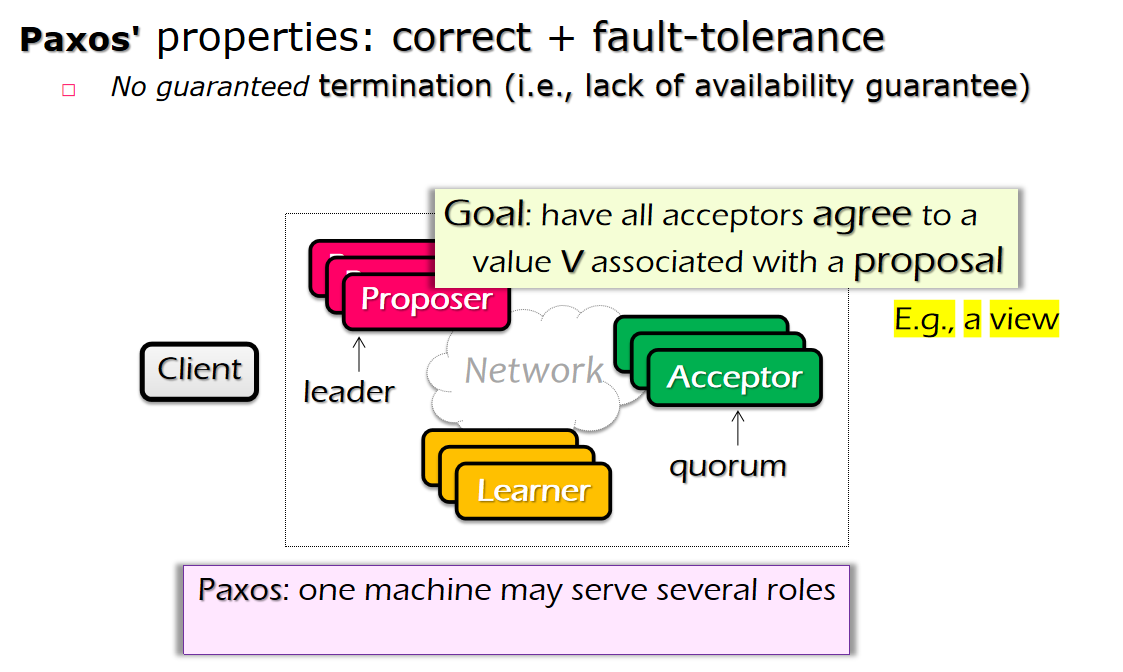 Paxos' properties: correct + fault-tolerance
No guaranteed termination (i.e., lack of availability guarantee)
Goal: have all acceptors agree to a
value V associated with a proposal
E.g., a view
Proposer
Client
leader
Network
Acceptor
quorum
Learner
Paxos: one machine may serve several roles